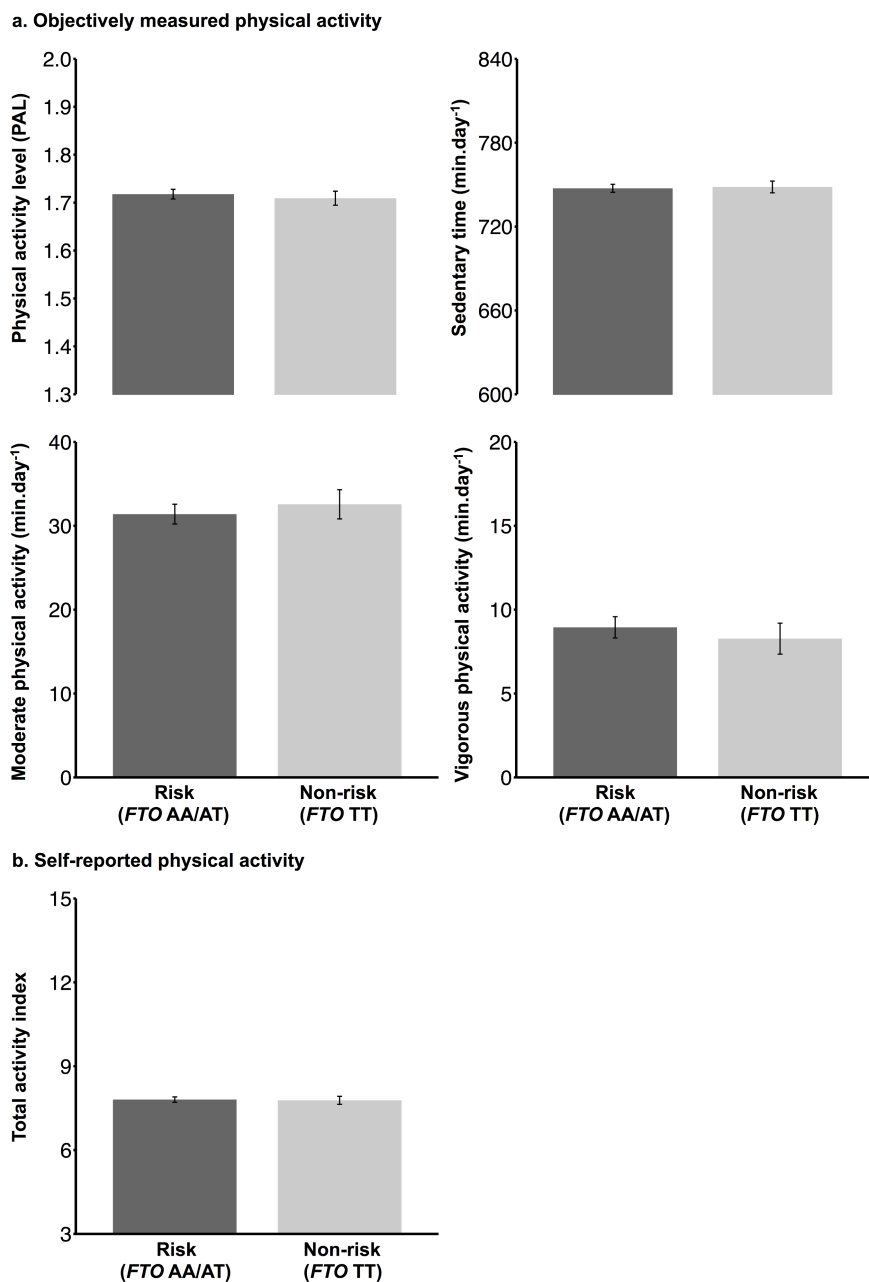 a. Objectively measured physical activity
Physical activity level (PAL)
2.0
1.9
1.8
1.7
1.6
1.5
1.4
1.3
Sedentary time (min.day-1)
840
780
720
660
600
Moderate physical activity (min.day-1)
40
30
20
10
0
Risk
(FTO AA/AT)
Non-risk
(FTO TT)
Vigorous physical activity (min.day-1)
20
15
10
5
0
Risk
(FTO AA/AT)
Non-risk
(FTO TT)
b. Self-reported physical activity
Total activity index
15
12
9
6
3
Risk
(FTO AA/AT)
Non-risk
(FTO TT)